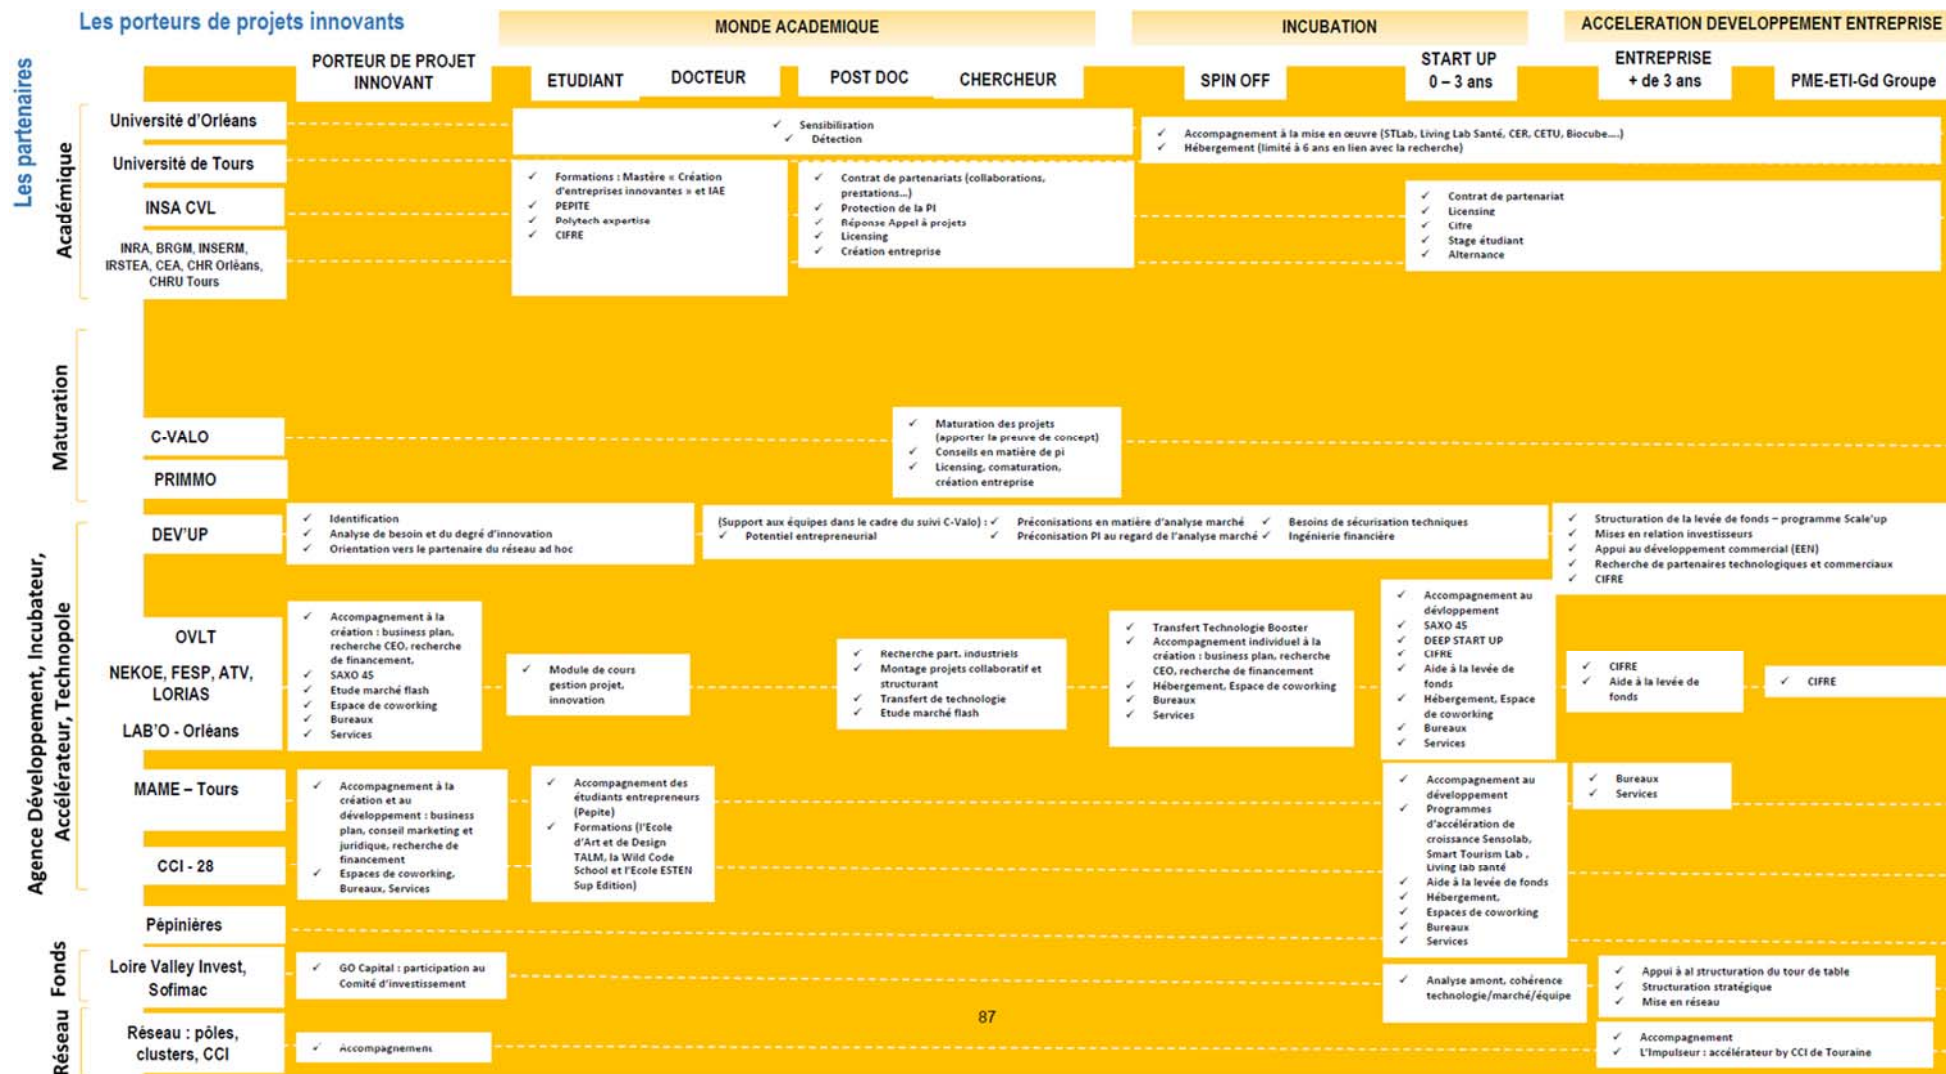 Les porteurs de projets innovants
MONDE ACADEMIQUE
INCUBATION
ACCELERATION DEVELOPPEMENT ENTREPRISE
PORTEUR DE PROJET
INNOVANT
ETUDIANT
DOCTEUR
POST DOC
CHERCHEUR
SPIN OFF
START UP
0 – 3 ans
ENTREPRISE
+ de 3 ans
PME-ETI-Gd Groupe
Les partenaires
Académique
Université d'Orléans
Université de Tours
INSA CVL
INRA, BRGM, INSERM,
IRSTEA, CEA, CHR Orléans,
CHRU Tours
✓ Sensibilisation
✓ Détection
✓ Accompagnement à la mise en œuvre (STLab, Living Lab Santé, CER, CETU, Biocube....)
✓ Hébergement (limité à 6 ans en lien avec la recherche)
✓ Formations : Mastère « Création
d'entreprises innovantes » et IAE
✓ PEPITE
✓ Polytech expertise
✓ CIFRE
✓ Contrat de partenariats (collaborations,
prestations...)
✓ Protection de la PI
✓ Réponse Appel à projets
✓ Licensing
✓ Création entreprise
✓ Contrat de partenariat
✓ Licensing
✓ Cifre
✓ Stage étudiant
✓ Alternance
Maturation
C-VALO
PRIMMO
✓ Maturation des projets
(apporter la preuve de concept)
✓ Conseils en matière de pi
✓ Licensing, comaturation,
création entreprise
Agence Développement, Incubateur,
Accélérateur, Technopole
DEV'UP
✓ Identification
✓ Analyse de besoin et du degré d'innovation
✓ Orientation vers le partenaire du réseau ad hoc
(Support aux équipes dans le cadre du suivi C-Valo) : ✓ Préconisations en matière d'analyse marché ✓ Besoins de sécurisation techniques
✓ Potentiel entrepreneurial ✓ Préconisation PI au regard de l'analyse marché ✓ Ingénierie financière
✓ Structuration de la levée de fonds – programme Scale'up
✓ Mises en relation investisseurs
✓ Appui au développement commercial (EEN)
✓ Recherche de partenaires technologiques et commerciaux
✓ CIFRE
OVLT
NEKOE, FESP, ATV,
LORIAS
LAB'O - Orléans
✓ Accompagnement à la
création : business plan,
recherche CEO, recherche
de financement,
✓ SAXO 45
✓ Etude marché flash
✓ Espace de coworking
✓ Bureaux
✓ Services
✓ Module de cours
gestion projet,
innovation
✓ Recherche part, industriels
✓ Montage projets collaboratif et
structurant
✓ Transfert de technologie
✓ Etude marché flash
✓ Transfert Technologie Booster
✓ Accompagnement individuel à la
création : business plan, recherche
CEO, recherche de financement
✓ Hébergement, Espace de coworking
✓ Bureaux
✓ Services
✓ Accompagnement au
dévloppement
✓ SAXO 45
✓ DEEP START UP
✓ CIFRE
✓ Aide à la levée de
fonds
✓ Hébergement, Espace
de coworking
✓ Bureaux
✓ Services
✓ CIFRE
✓ Aide à la levée de
fonds
✓ CIFRE
MAME – Tours
CCI - 28
✓ Accompagnement à la
création et au
développement : business
plan, conseil marketing et
juridique, recherche de
financement
✓ Espaces de coworking,
Bureaux, Services
✓ Accompagnement des
étudiants entrepreneurs
(Pepite)
✓ Formations (l'Ecole
d'Art et de Design
TALM, la Wild Code
School et l'Ecole ESTEN
Sup Edition)
✓ Accompagnement au
développement
✓ Programmes
d'accélération de
croissance Sensolab,
Smart Tourism Lab ,
Living lab santé
✓ Aide à la levée de fonds
✓ Hébergement,
✓ Espaces de coworking
✓ Bureaux
✓ Services
✓ Bureaux
✓ Services
Pépinières
Fonds
Loire Valley Invest,
Sofimac
✓ GO Capital : participation au
Comité d'investissement
✓ Analyse amont, cohérence
technologie/marché/équipe
✓ Appui à al structuration du tour de table
✓ Structuration stratégique
✓ Mise en réseau
87
Réseau
Réseau : pôles,
clusters, CCI
✓ Accompagnement
✓ Accompagnement
✓ L'Impulseur : accélérateur by CCI de Touraine